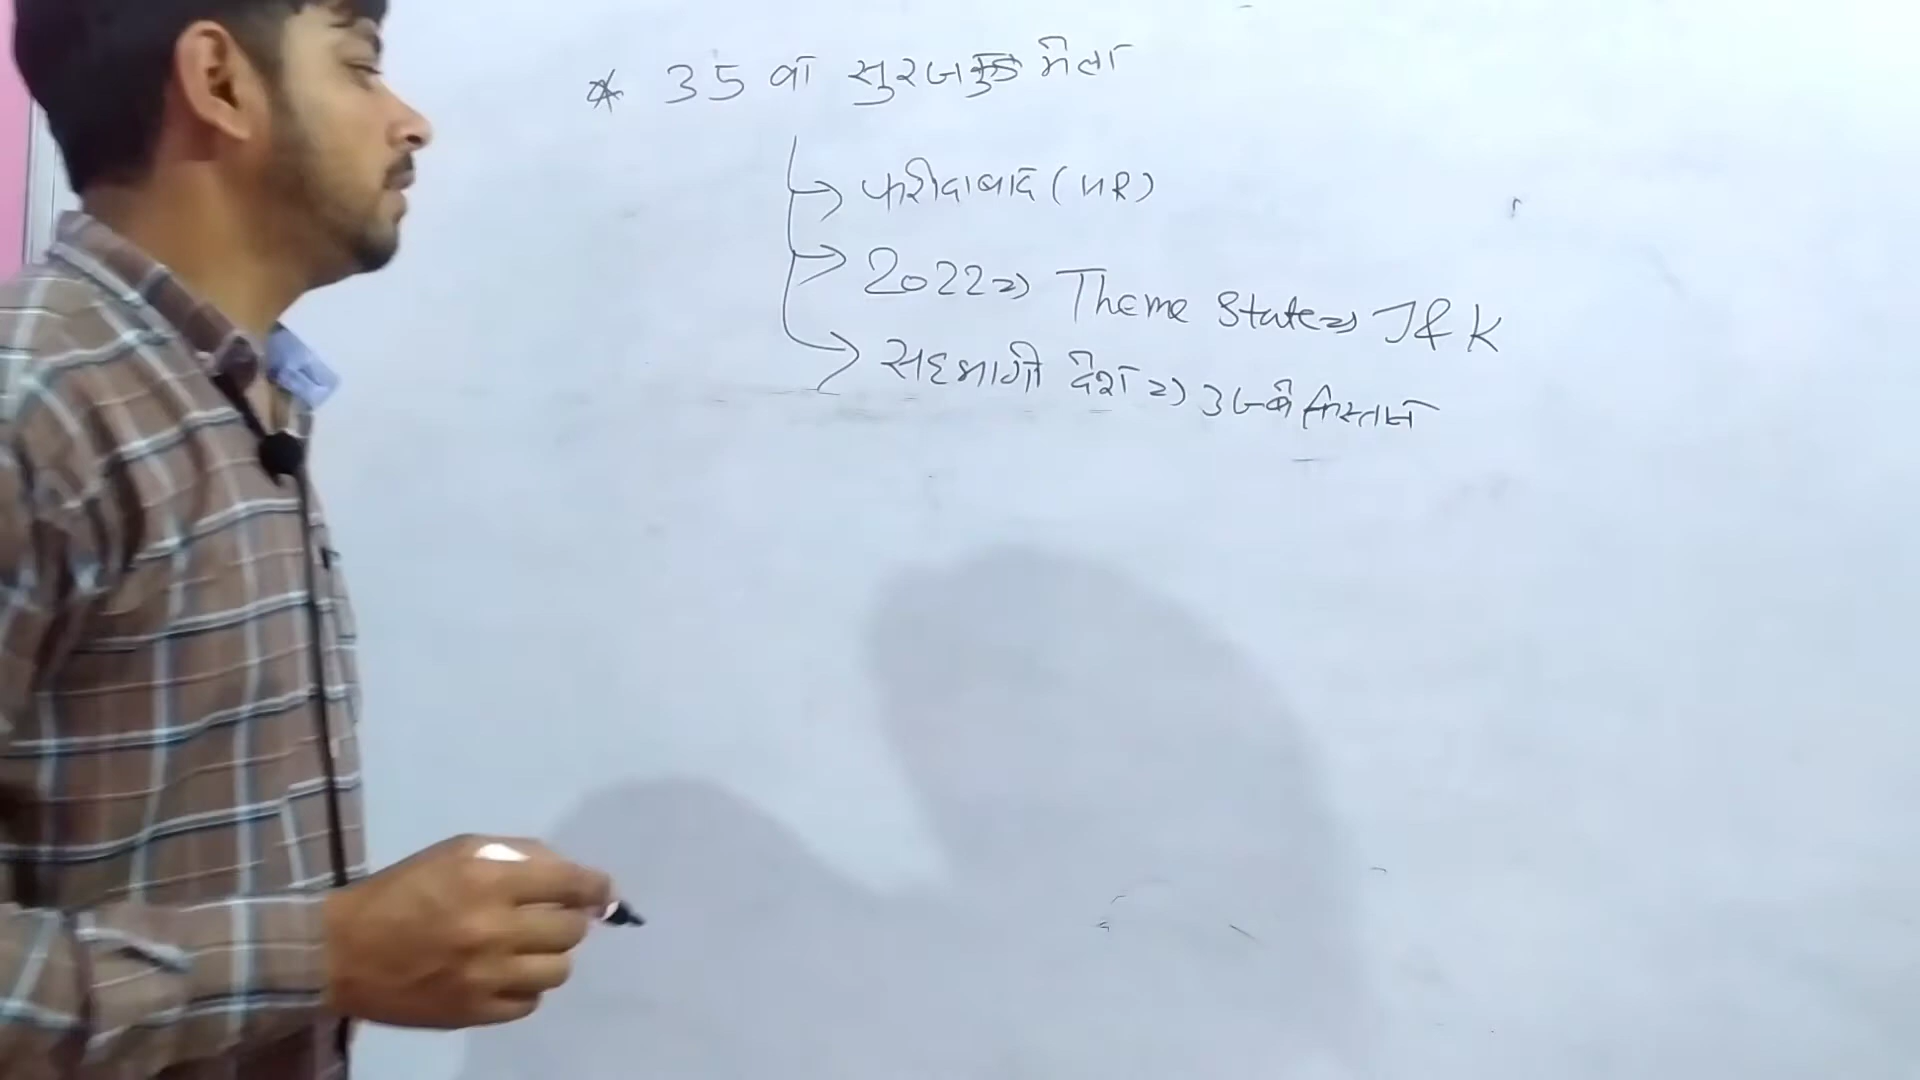 * 35 वां सुरजकुंड मेला
→ फरीदाबाद (HR)
→ 2022 ⇒ Theme State ⇒ J&K
→ सहभागी देश ⇒ उज्बेकिस्तान